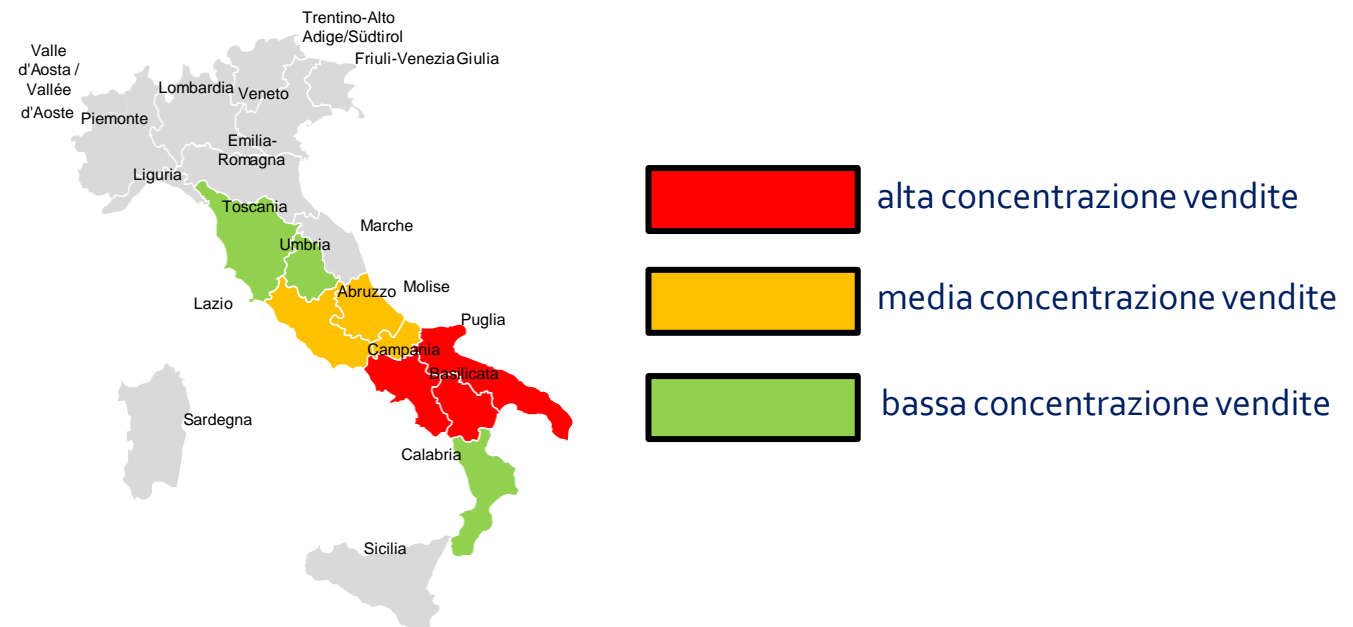 Trentino-Alto
Adige/Südtirol
Valle
d'Aosta /
Vallée
d'Aoste
Friuli-Venezia Giulia
Lombardia
Veneto
Piemonte
Emilia-
Romagna
Liguria
Toscania
Marche
Umbria
Lazio
Abruzzo
Molise
Puglia
Campania
Basilicata
Sardegna
Calabria
Sicilia
alta concentrazione vendite
media concentrazione vendite
bassa concentrazione vendite